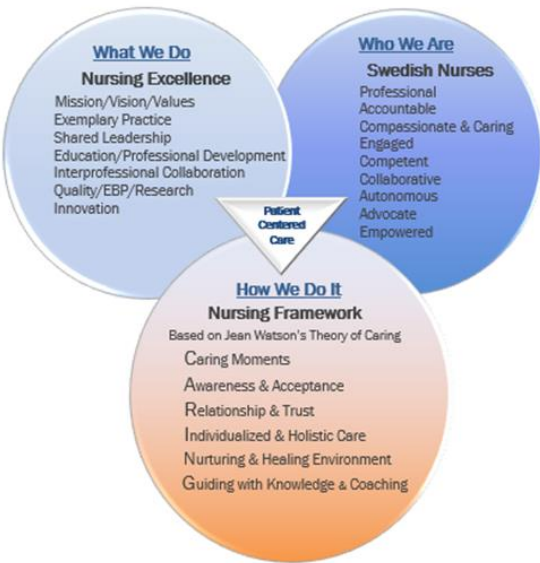 What We Do
Nursing Excellence
Mission/Vision/Values
Exemplary Practice
Shared Leadership
Education/Professional Development
Interprofessional Collaboration
Quality/EBP/Research
Innovation
Who We Are
Swedish Nurses
Professional
Accountable
Compassionate & Caring
Engaged
Competent
Collaborative
Autonomous
Advocate
Empowered
Patient
Centered
Care
How We Do It
Nursing Framework
Based on Jean Watson's Theory of Caring
Caring Moments
Awareness & Acceptance
Relationship & Trust
Individualized & Holistic Care
Nurturing & Healing Environment
Guiding with Knowledge & Coaching